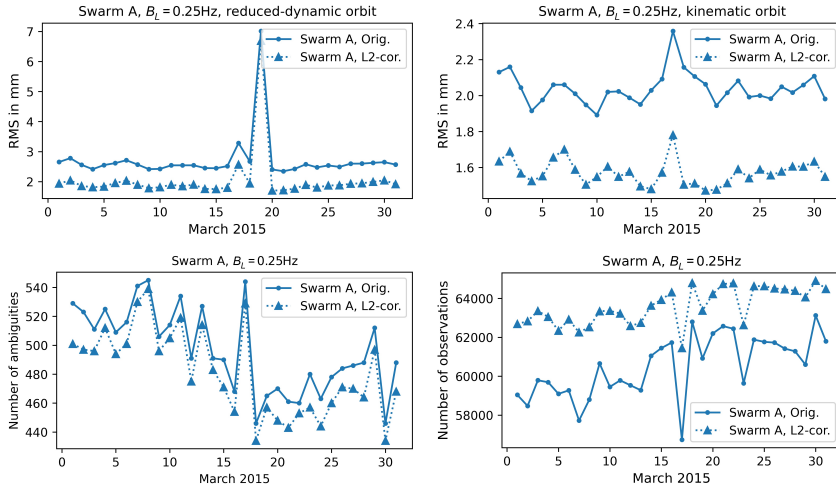 Swarm A, B_L = 0.25Hz, reduced-dynamic orbit
RMS in mm
7
6
5
4
3
2
Swarm A, Orig.
Swarm A, L2-cor.
0 5 10 15 20 25 30
March 2015
Swarm A, B_L = 0.25Hz, kinematic orbit
RMS in mm
2.4
2.2
2.0
1.8
1.6
Swarm A, Orig.
Swarm A, L2-cor.
0 5 10 15 20 25 30
March 2015
Swarm A, B_L = 0.25Hz
Number of ambiguities
540
520
500
480
460
440
Swarm A, Orig.
Swarm A, L2-cor.
0 5 10 15 20 25 30
March 2015
Swarm A, B_L = 0.25Hz
Number of observations
64000
62000
60000
58000
Swarm A, Orig.
Swarm A, L2-cor.
0 5 10 15 20 25 30
March 2015